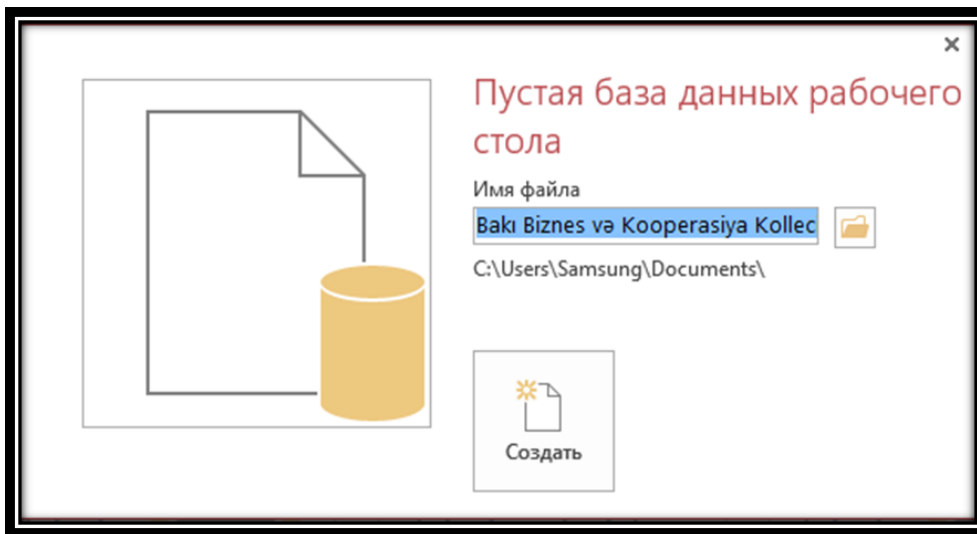 Пустая база данных рабочего
стола
Имя файла
Bakı Biznes və Kooperasiya Kollec
C:\Users\Samsung\Documents\
Создать